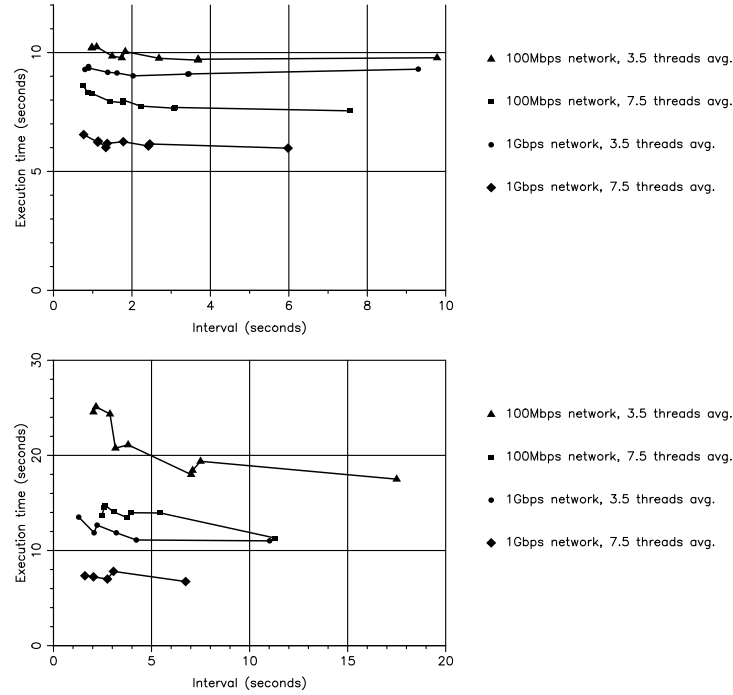 10
5
0
Execution time (seconds)
0 2 4 6 8 10
Interval (seconds)
100Mbps network, 3.5 threads avg.
100Mbps network, 7.5 threads avg.
1Gbps network, 3.5 threads avg.
1Gbps network, 7.5 threads avg.
30
20
10
0
Execution time (seconds)
0 5 10 15 20
Interval (seconds)
100Mbps network, 3.5 threads avg.
100Mbps network, 7.5 threads avg.
1Gbps network, 3.5 threads avg.
1Gbps network, 7.5 threads avg.